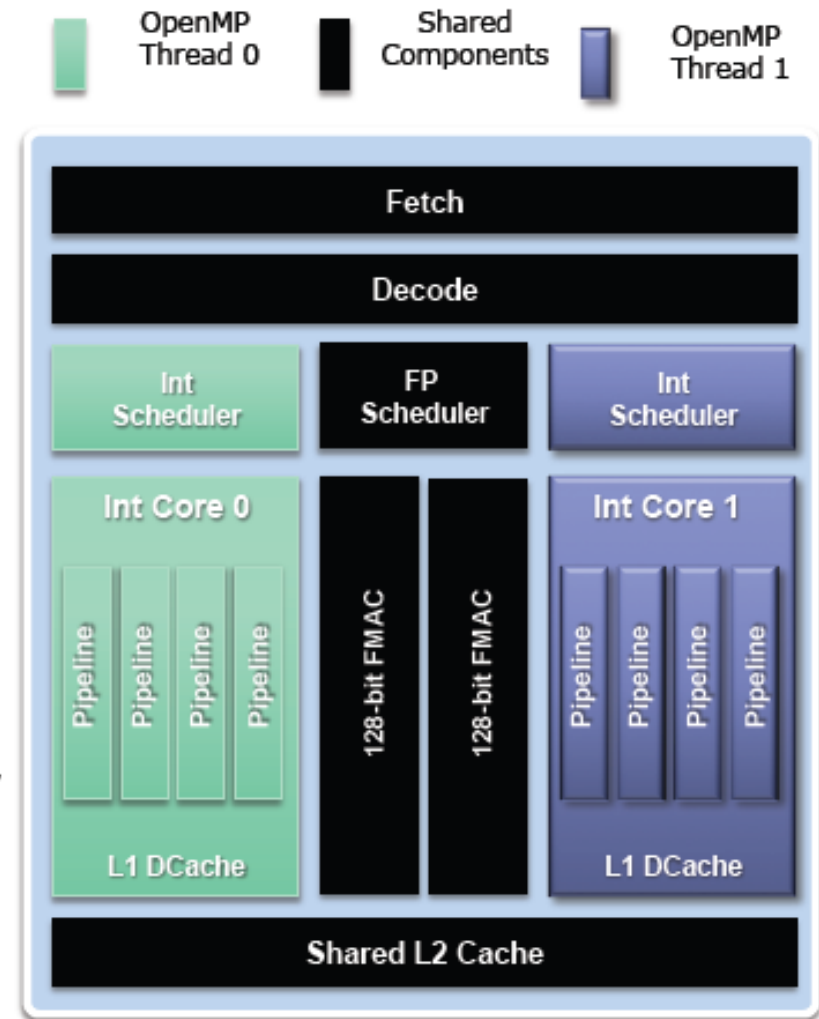 OpenMP
Thread 0
Shared
Components
OpenMP
Thread 1
Fetch
Decode
Int
Scheduler
FP
Scheduler
Int
Scheduler
Int Core 0
Pipeline
Pipeline
Pipeline
Pipeline
L1 DCache
128-bit FMAC
128-bit FMAC
Int Core 1
Pipeline
Pipeline
Pipeline
Pipeline
L1 DCache
Shared L2 Cache